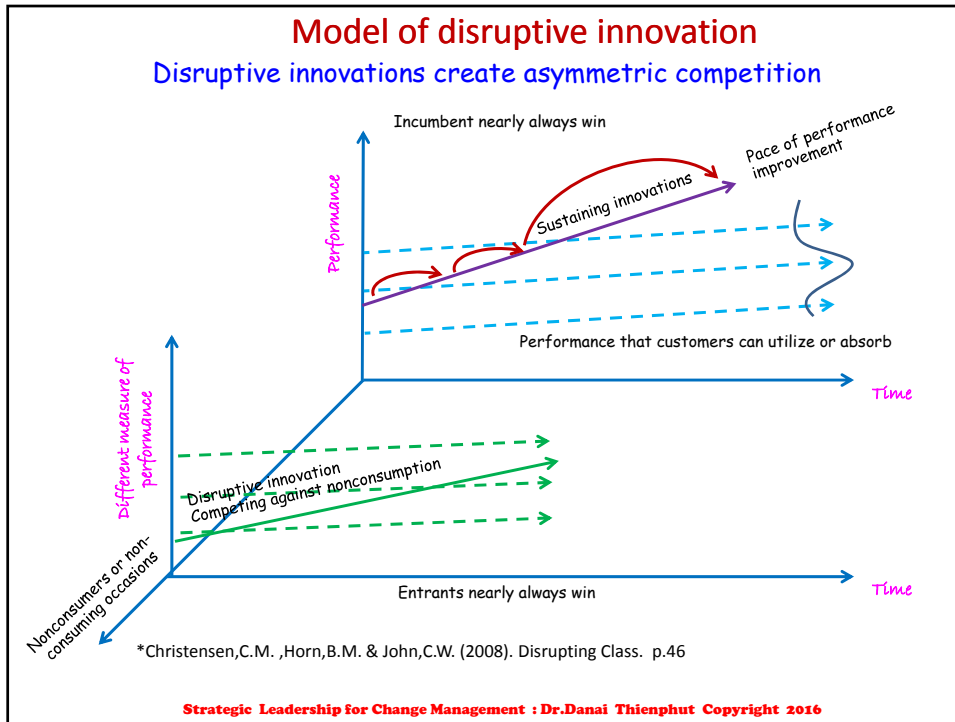 Model of disruptive innovation
Disruptive innovations create asymmetric competition
Incumbent nearly always win
Pace of performance
improvement
Performance
Sustaining innovations
Performance that customers can utilize or absorb
Time
Different measure of
performance
Disruptive innovation
Competing against nonconsumption
Nonconsumers or non-
consuming occasions
Entrants nearly always win
Time
*Christensen,C.M. ,Horn,B.M. & John,C.W. (2008). Disrupting Class. p.46
Strategic Leadership for Change Management : Dr.Danai Thienphut Copyright 2016